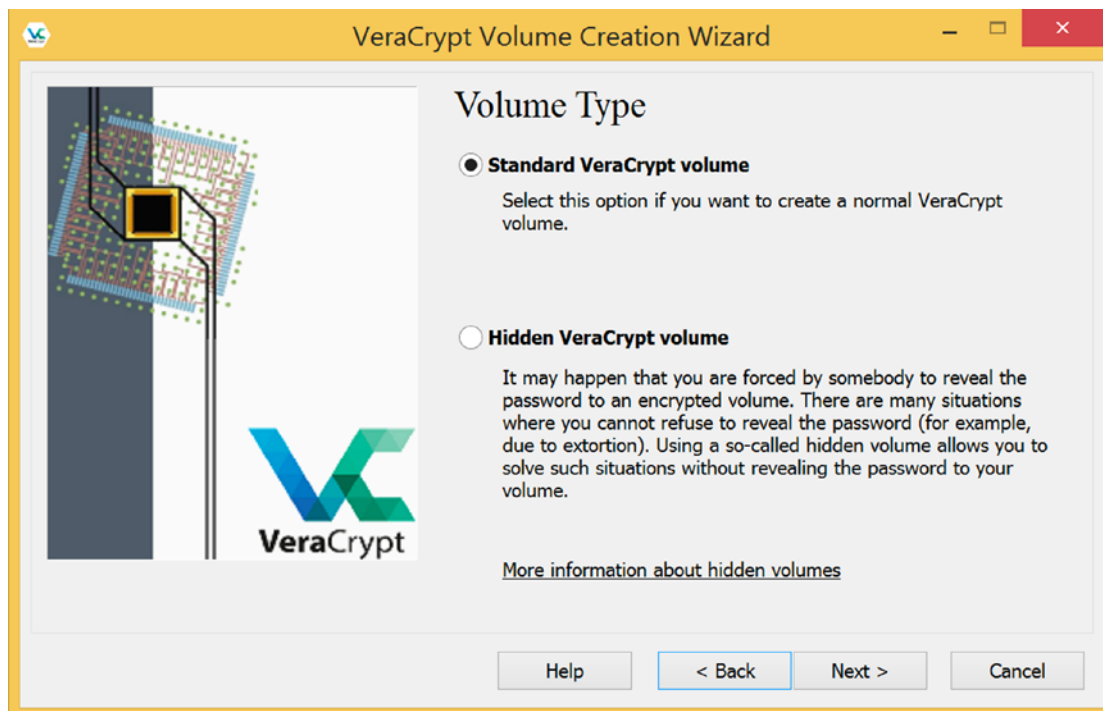 VeraCrypt Volume Creation Wizard
Volume Type
Standard VeraCrypt volume
Select this option if you want to create a normal VeraCrypt
volume.
Hidden VeraCrypt volume
It may happen that you are forced by somebody to reveal the
password to an encrypted volume. There are many situations
where you cannot refuse to reveal the password (for example,
due to extortion). Using a so-called hidden volume allows you to
solve such situations without revealing the password to your
volume.
VeraCrypt
More information about hidden volumes
Help
< Back
Next >
Cancel